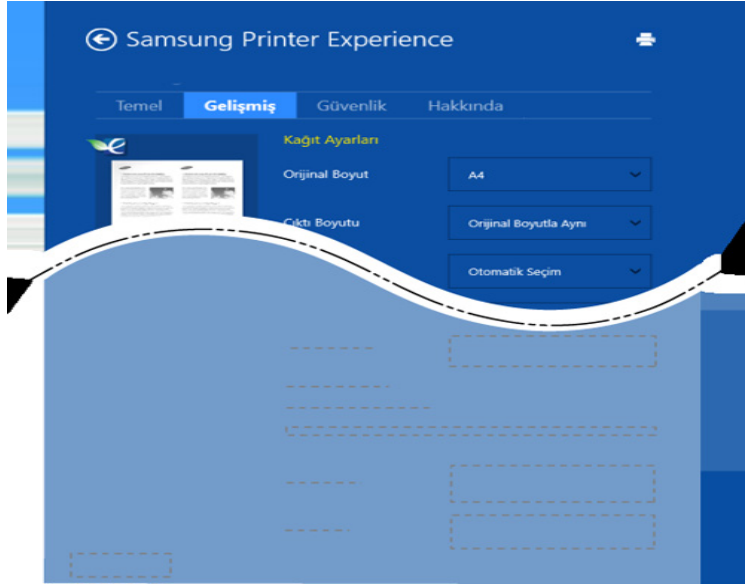 Samsung Printer Experience
Temel Gelişmiş Güvenlik Hakkında
Kağıt Ayarları
Orijinal Boyut A4
Çıktı Boyutu Orijinal Boyutla Aynı
Otomatik Seçim